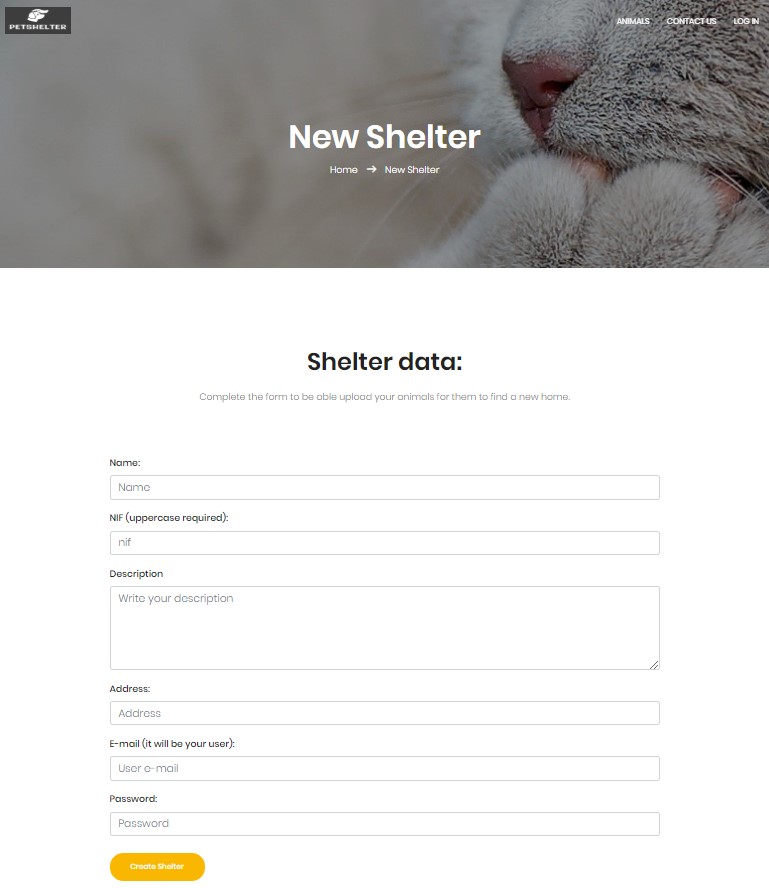 PETSHELTER
ANIMALS CONTACT US LOG IN
New Shelter
Home → New Shelter
Shelter data:
Complete the form to be able upload your animals for them to find a new home.
Name:
Name
NIF (uppercase required):
nif
Description
Write your description
Address:
Address
E-mail (it will be your user):
User e-mail
Password:
Password
Create Shelter